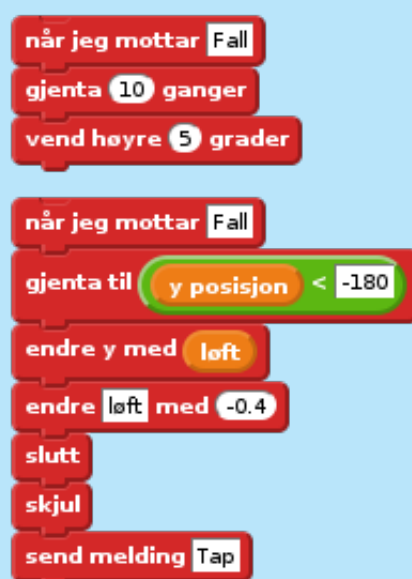 når jeg mottar Fall
gjenta 10 ganger
vend høyre 5 grader
når jeg mottar Fall
gjenta til y posisjon < -180
endre y med løft
endre løft med -0.4
slutt
skjul
send melding Tap